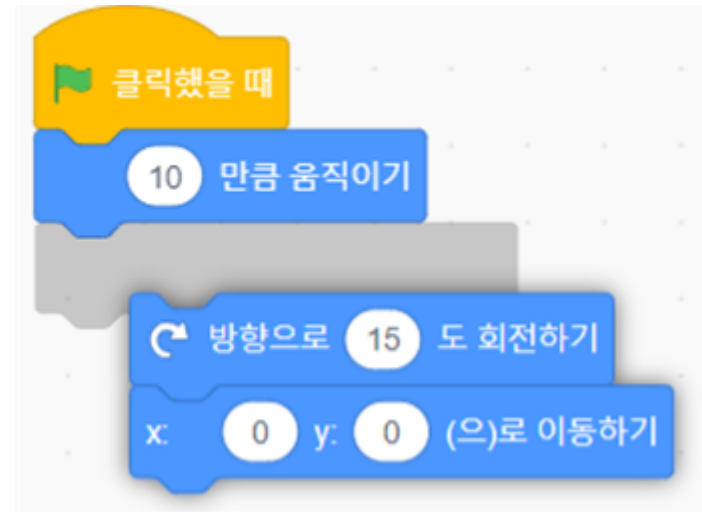 클릭했을 때
10 만큼 움직이기
방향으로 15 도 회전하기
x: 0 y: 0 (으)로 이동하기